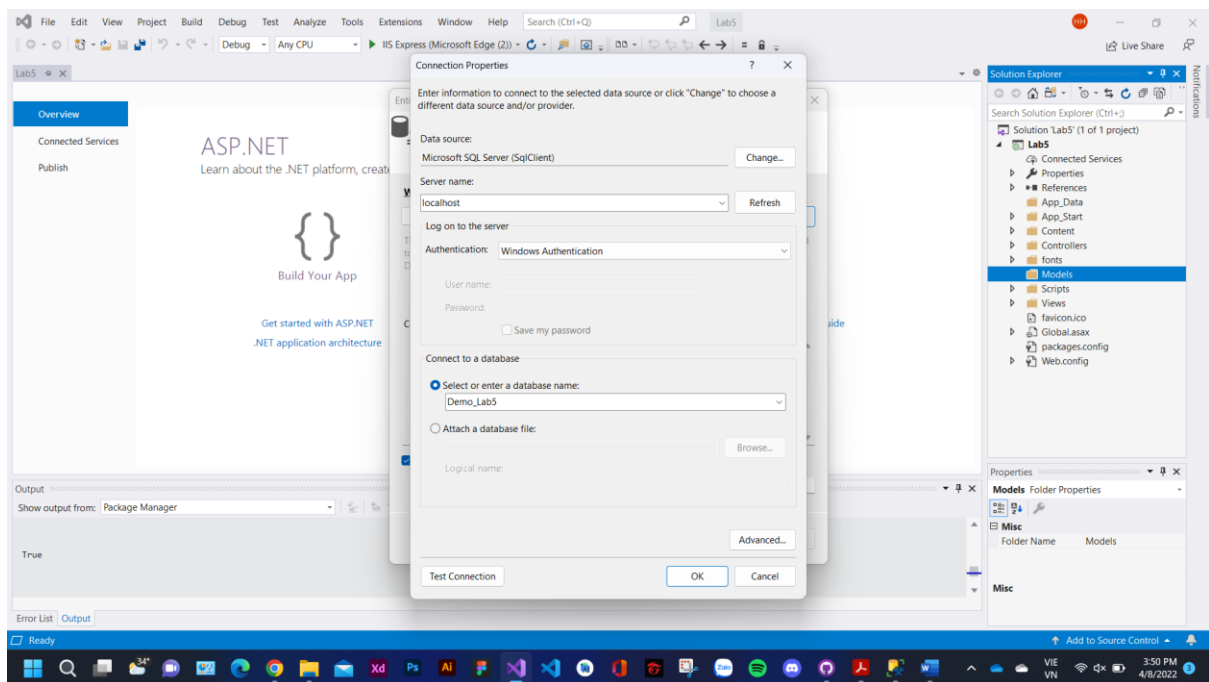 File Edit View Project Build Debug Test Analyze Tools Extensions Window Help Search (Ctrl+Q) Lab5 HH
Debug Any CPU IIS Express (Microsoft Edge (2)) Live Share
Lab5
Overview
Connected Services
Publish
ASP.NET
Learn about the .NET platform, create
Build Your App
Get started with ASP.NET
.NET application architecture
Connection Properties ?
Enter information to connect to the selected data source or click "Change" to choose a
different data source and/or provider.
Data source:
Microsoft SQL Server (SqlClient) Change...
Server name:
localhost Refresh
Log on to the server
Authentication: Windows Authentication
User name:
Password:
Save my password
Connect to a database
Select or enter a database name:
Demo_Lab5
Attach a database file:
Browse...
Logical name:
Advanced...
Test Connection OK Cancel
Solution Explorer
Search Solution Explorer (Ctrl+;)
Solution 'Lab5' (1 of 1 project)
Lab5
Connected Services
Properties
References
App_Data
App_Start
Content
Controllers
fonts
Models
Scripts
Views
favicon.ico
Global.asax
packages.config
Web.config
Notifications
Properties
Models Folder Properties
Misc
Folder Name Models
Misc
Output
Show output from: Package Manager
True
Error List Output
Ready Add to Source Control
34° Xd Ps Ai Zalo VIE
VN
3:50 PM
4/8/2022
3